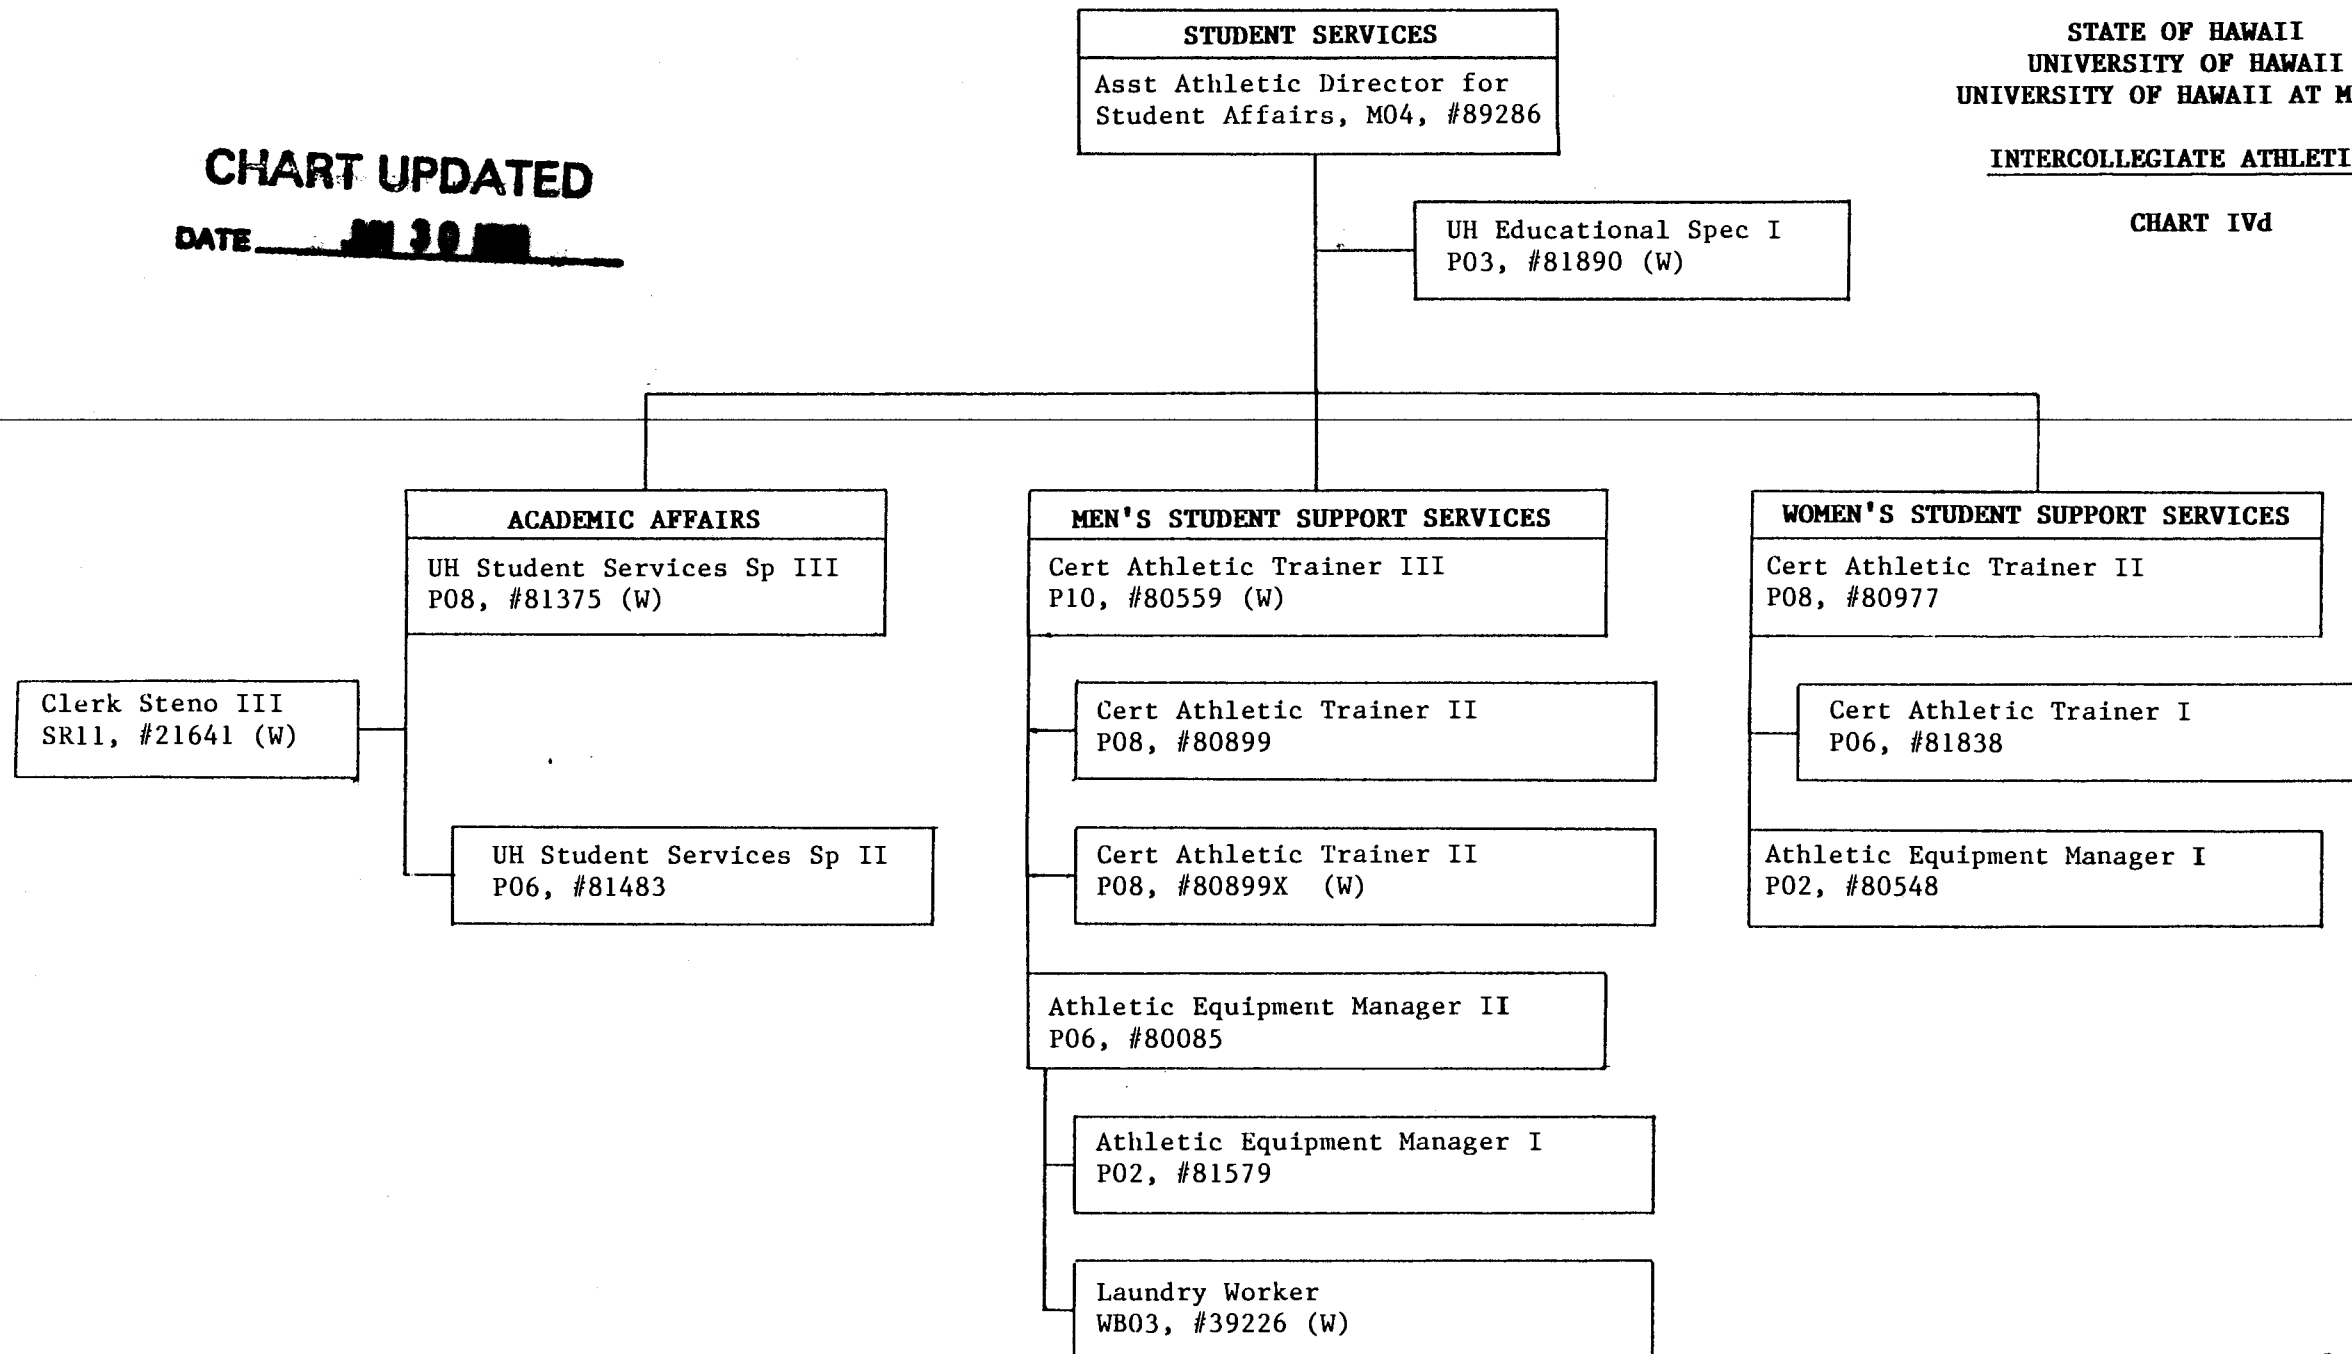 STUDENT SERVICES
Asst Athletic Director for
Student Affairs, M04, #89286
STATE OF HAWAII
UNIVERSITY OF HAWAII
UNIVERSITY OF HAWAII AT M
INTERCOLLEGIATE ATHLETI
CHART IVd
CHART UPDATED
DATE 30
UH Educational Spec I
P03, #81890 (W)
ACADEMIC AFFAIRS
UH Student Services Sp III
P08, #81375 (W)
Clerk Steno III
SR11, #21641 (W)
UH Student Services Sp II
P06, #81483
MEN'S STUDENT SUPPORT SERVICES
Cert Athletic Trainer III
P10, #80559 (W)
Cert Athletic Trainer II
P08, #80899
Cert Athletic Trainer II
P08, #80899X (W)
Athletic Equipment Manager II
P06, #80085
Athletic Equipment Manager I
P02, #81579
Laundry Worker
WB03, #39226 (W)
WOMEN'S STUDENT SUPPORT SERVICES
Cert Athletic Trainer II
P08, #80977
Cert Athletic Trainer I
P06, #81838
Athletic Equipment Manager I
P02, #80548